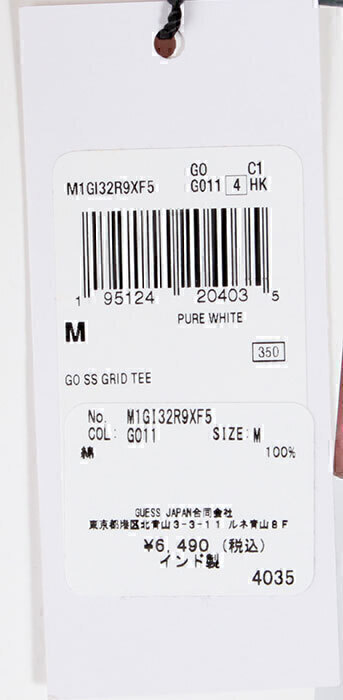 GO C1
M1GI32R9XF5 G011 4 HK
1 95124 20403 5
M PURE WHITE
350
GO SS GRID TEE
No. M1GI32R9XF5
COL: G011 SIZE: M
綿 100%
GUESS JAPAN合同会社
東京都港区北青山3-3-11 ルネ青山8F
¥6,490 (税込)
インド製
4035